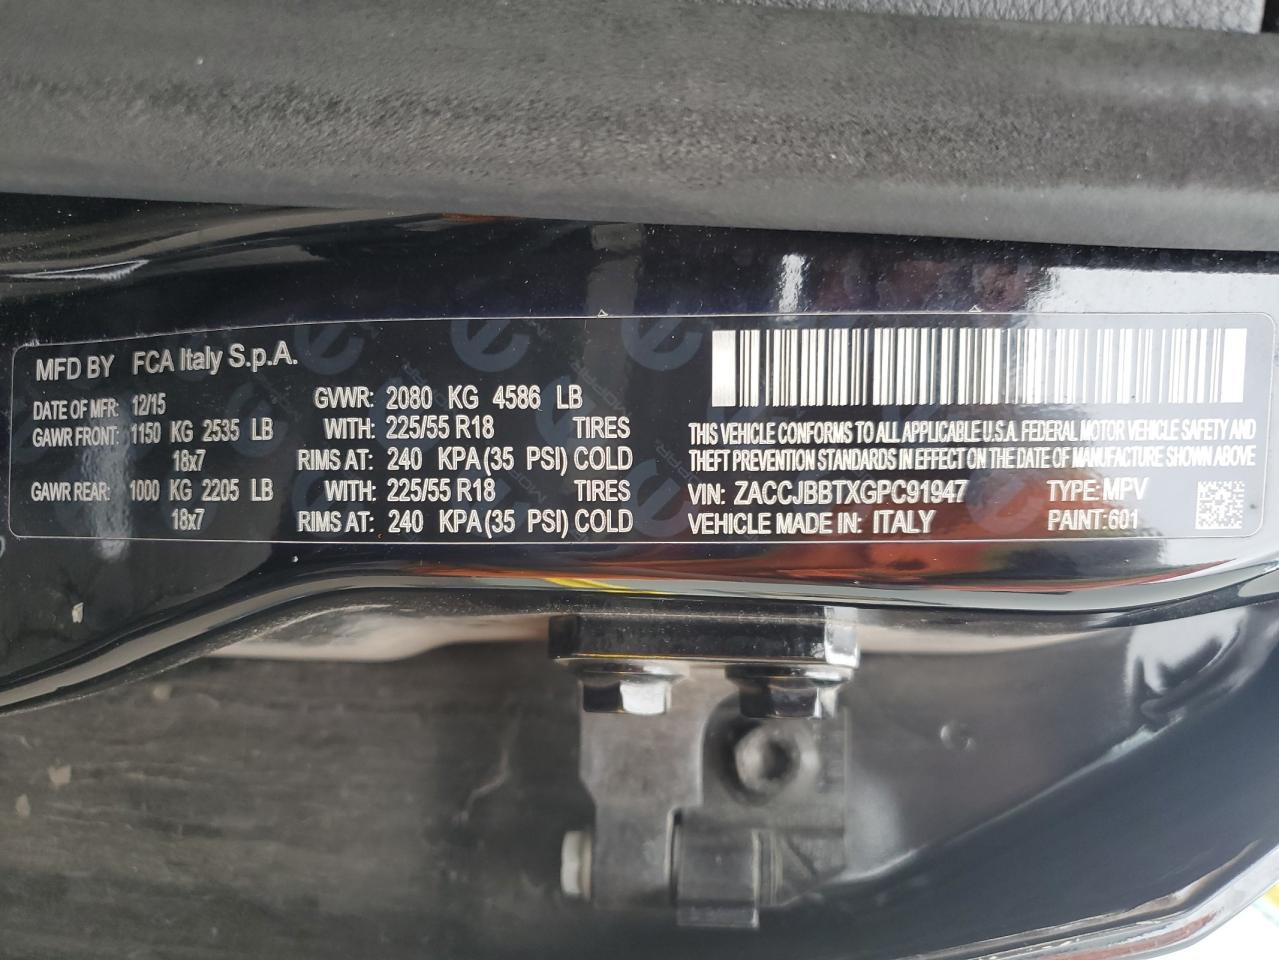 MFD BY FCA Italy S.p.A.
DATE OF MFR: 12/15 GVWR: 2080 KG 4586 LB
GAWR FRONT: 1150 KG 2535 LB WITH: 225/55 R18 TIRES
18x7 RIMS AT: 240 KPA (35 PSI) COLD
GAWR REAR: 1000 KG 2205 LB WITH: 225/55 R18 TIRES
18x7 RIMS AT: 240 KPA (35 PSI) COLD
THIS VEHICLE CONFORMS TO ALL APPLICABLE U.S.A. FEDERAL MOTOR VEHICLE SAFETY AND
THEFT PREVENTION STANDARDS IN EFFECT ON THE DATE OF MANUFACTURE SHOWN ABOVE
VIN: ZACCJBBTXGPC91947 TYPE: MPV
VEHICLE MADE IN: ITALY PAINT: 601